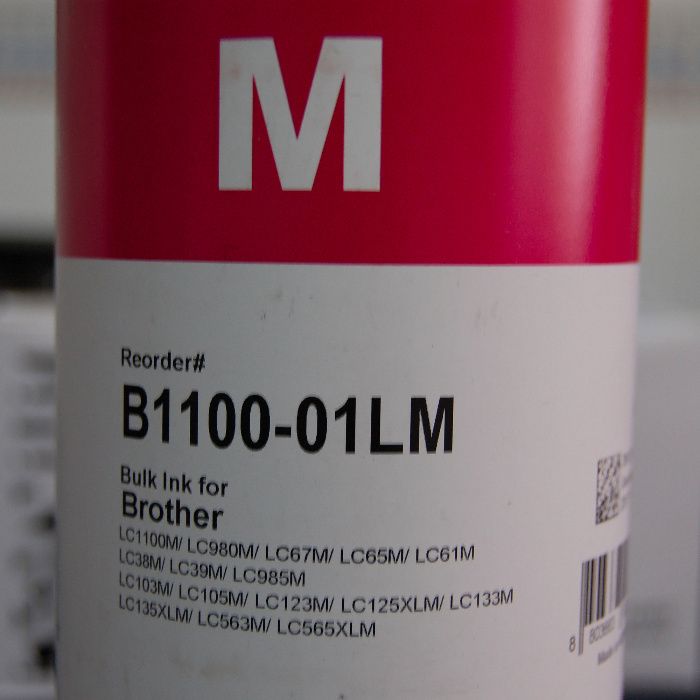 M
Reorder#
B1100-01LM
Bulk Ink for
Brother
LC1100M/ LC980M/ LC67M/ LC65M/ LC61M
LC38M/ LC39M/ LC985M
LC103M/ LC105M/ LC123M/ LC125XLM/ LC133M
LC135XLM/ LC563M/ LC565XLM
8